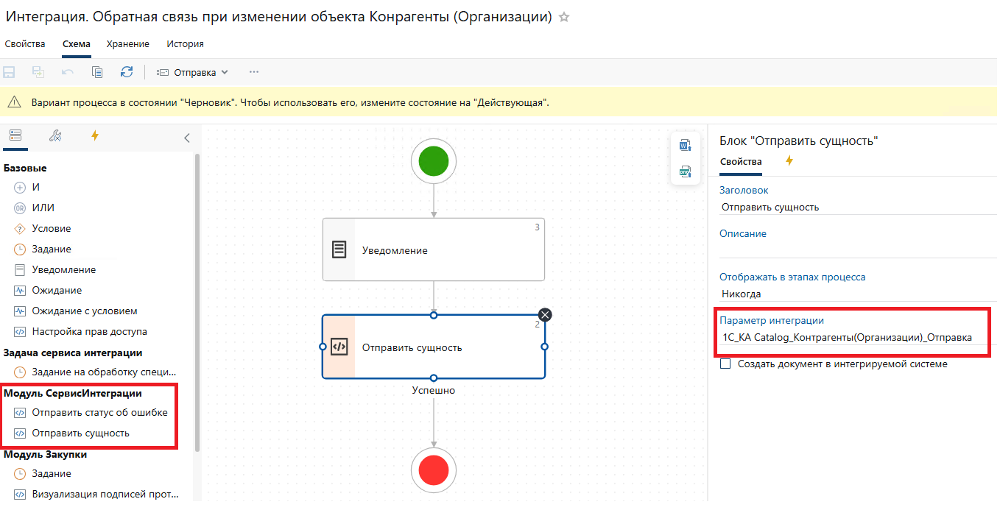 Интеграция. Обратная связь при изменении объекта Конрагенты (Организации)
Свойства Схема Хранение История
Отправка
Вариант процесса в состоянии "Черновик". Чтобы использовать его, измените состояние на "Действующая".
Базовые
И
OR ИЛИ
? Условие
Задание
Уведомление
Ожидание
Ожидание с условием
Настройка прав доступа
Задача сервиса интеграции
Задание на обработку специ...
Модуль СервисИнтеграции
Отправить статус об ошибке
Отправить сущность
Модуль Закупки
Задание
Визуализация подписей прот...
3
Уведомление
2
Отправить сущность
Успешно
W
png
Блок "Отправить сущность"
Свойства
Заголовок
Отправить сущность
Описание
Отображать в этапах процесса
Никогда
Параметр интеграции
1С_КА Catalog_Контрагенты(Организации)_Отправка
Создать документ в интегрируемой системе